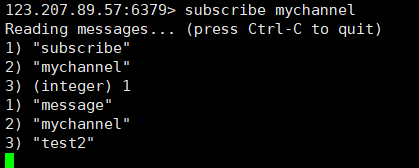 123.207.89.57:6379> subscribe mychannel
Reading messages... (press Ctrl-C to quit)
1) "subscribe"
2) "mychannel"
3) (integer) 1
1) "message"
2) "mychannel"
3) "test2"